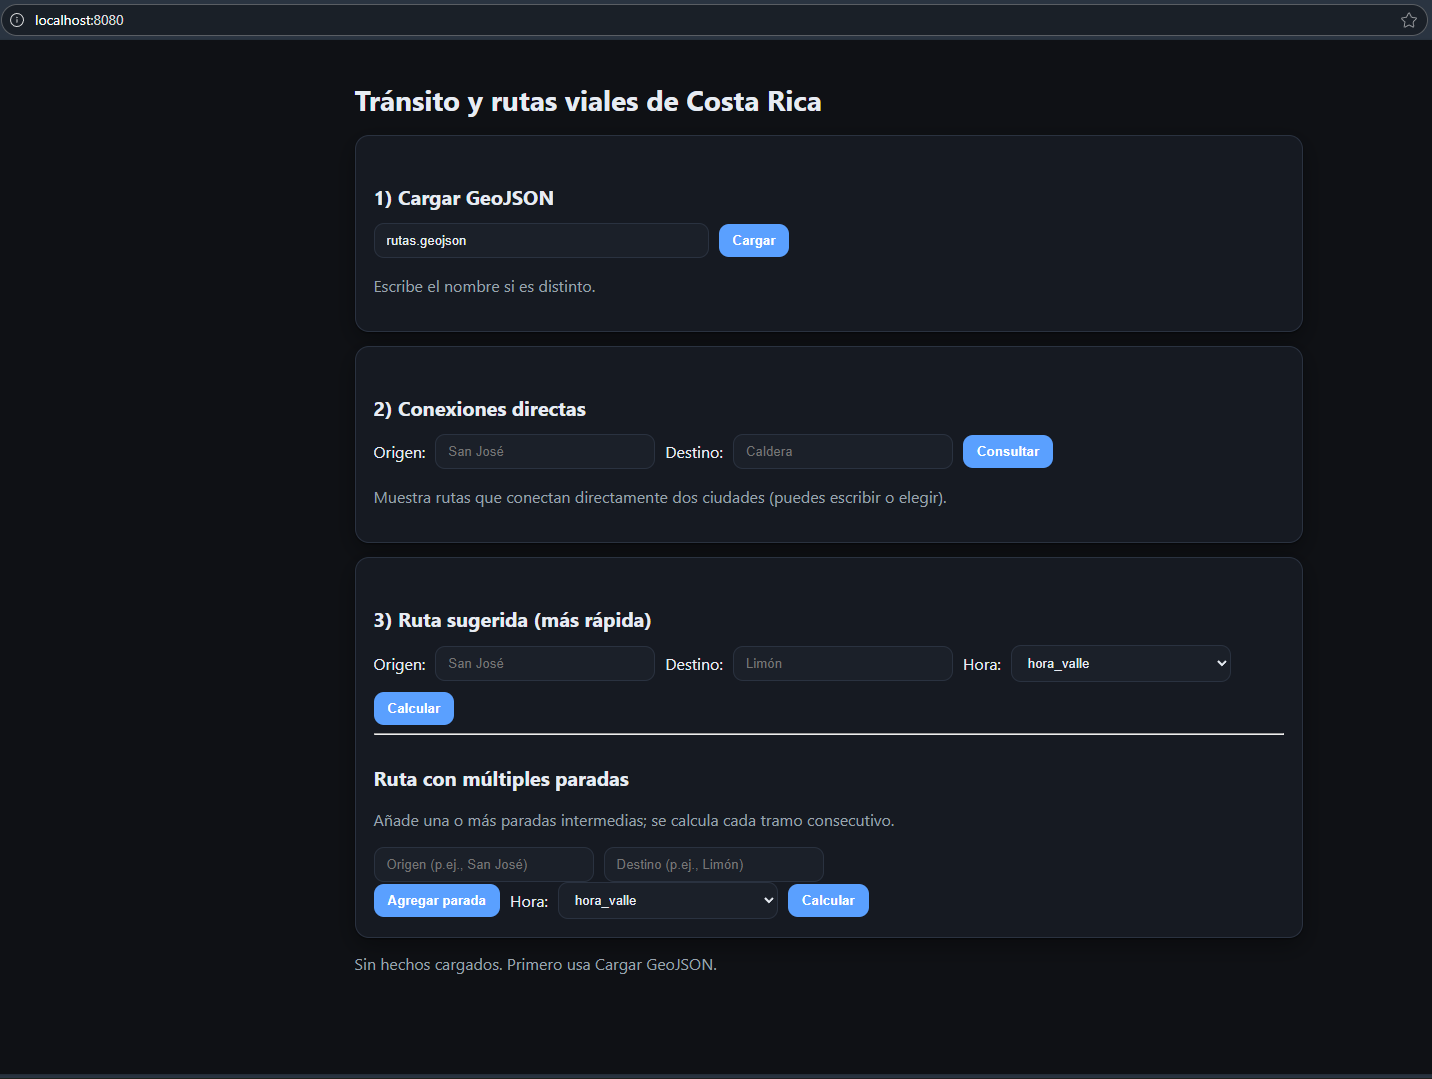 localhost:8080
Tránsito y rutas viales de Costa Rica
1) Cargar GeoJSON
rutas.geojson Cargar
Escribe el nombre si es distinto.
2) Conexiones directas
Origen: San José Destino: Caldera Consultar
Muestra rutas que conectan directamente dos ciudades (puedes escribir o elegir).
3) Ruta sugerida (más rápida)
Origen: San José Destino: Limón Hora: hora_valle
Calcular
Ruta con múltiples paradas
Añade una o más paradas intermedias; se calcula cada tramo consecutivo.
Origen (p.ej., San José) Destino (p.ej., Limón)
Agregar parada Hora: hora_valle Calcular
Sin hechos cargados. Primero usa Cargar GeoJSON.